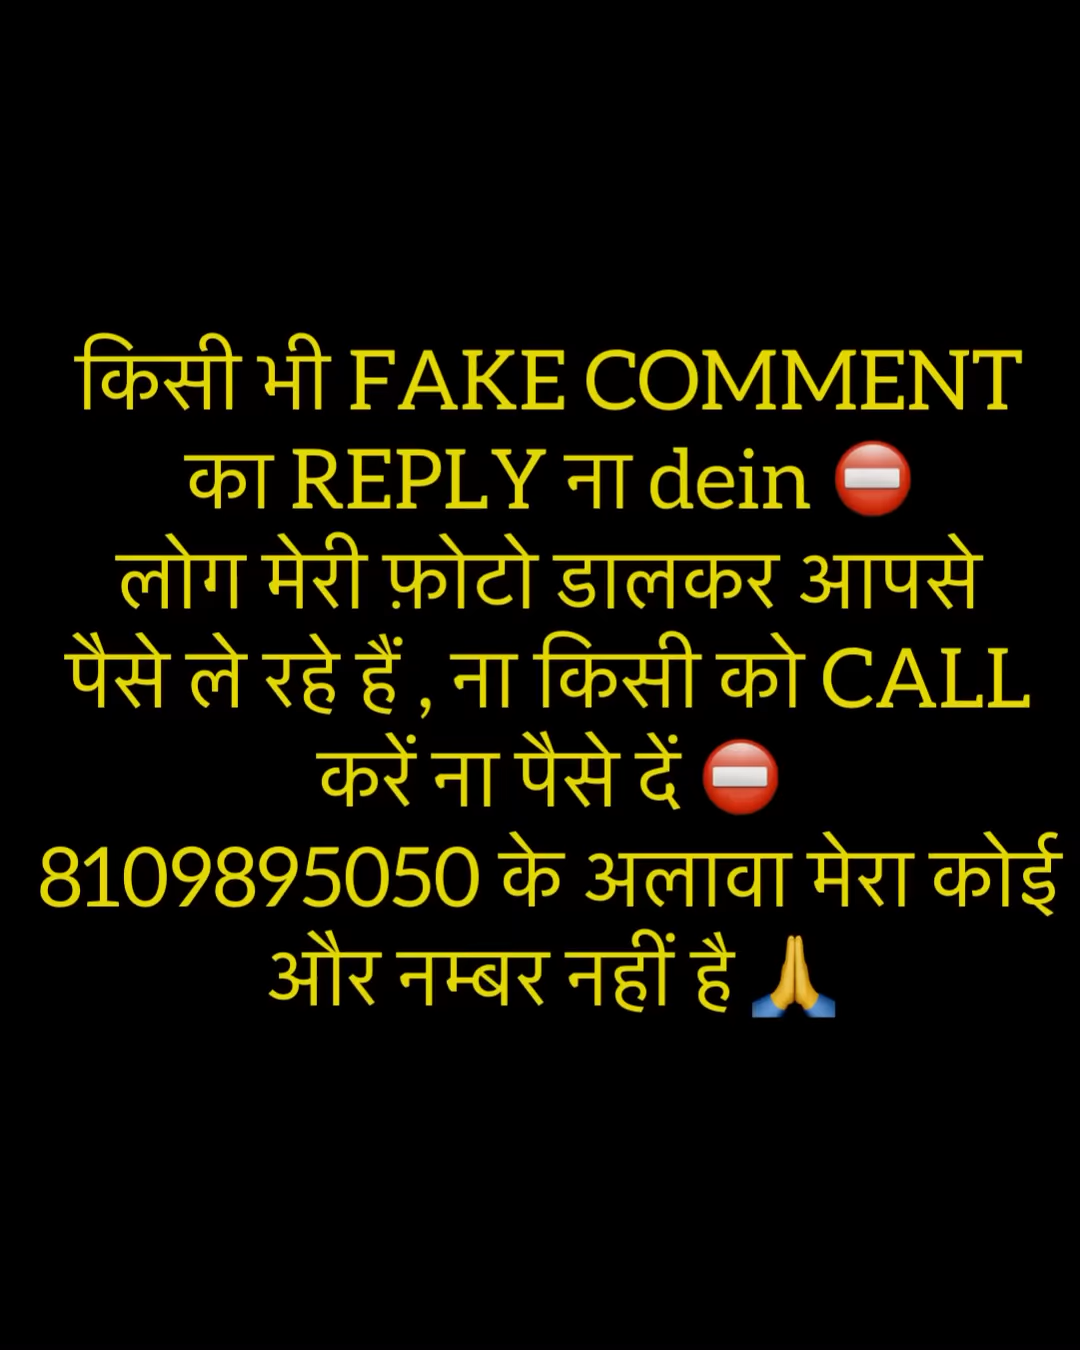 किसी भी FAKE COMMENT
का REPLY ना dein ⛔
लोग मेरी फ़ोटो डालकर आपसे
पैसे ले रहे हैं , ना किसी को CALL
करें ना पैसे दें ⛔
8109895050 के अलावा मेरा कोई
और नम्बर नहीं है 🙏